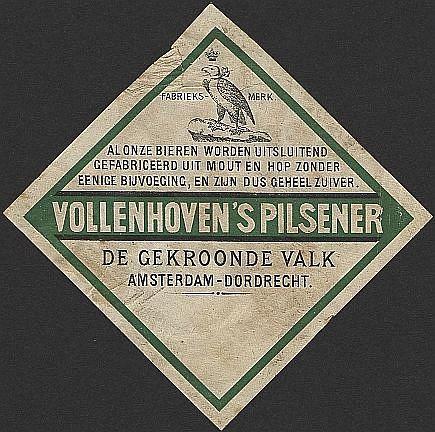 FABRIEKS- MERK.
AL ONZE BIEREN WORDEN UITSLUITEND
GEFABRICEERD UIT MOUT EN HOP ZONDER
EENIGE BIJVOEGING, EN ZIJN DUS GEHEEL ZUIVER.
VOLLENHOVEN'S PILSENER
DE GEKROONDE VALK
AMSTERDAM-DORDRECHT.